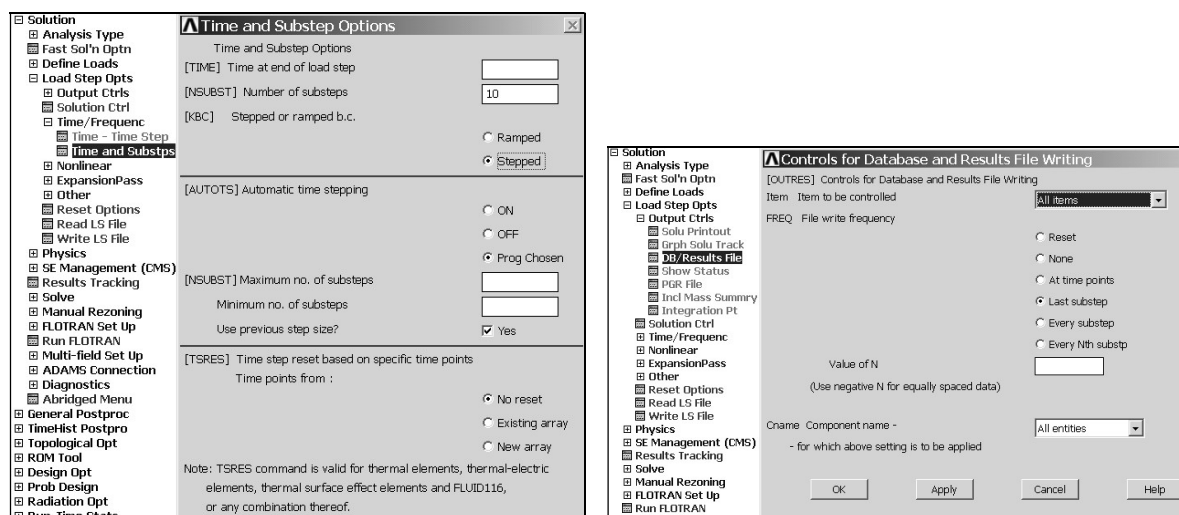 Solution
Analysis Type
Fast Sol'n Optn
Define Loads
Load Step Opts
Output Ctrls
Solution Ctrl
Time/Frequenc
Time - Time Step
Time and Substps
Nonlinear
ExpansionPass
Other
Reset Options
Read LS File
Write LS File
Physics
SE Management (CMS)
Results Tracking
Solve
Manual Rezoning
FLOTRAN Set Up
Run FLOTRAN
Multi-field Set Up
ADAMS Connection
Diagnostics
Abridged Menu
General Postproc
TimeHist Postpro
Topological Opt
ROM Tool
Design Opt
Prob Design
Radiation Opt
Run-Time Stats
Time and Substep Options
Time and Substep Options
[TIME] Time at end of load step
[NSUBST] Number of substeps 10
[KBC] Stepped or ramped b.c.
Ramped
Stepped
[AUTOTS] Automatic time stepping
ON
OFF
Prog Chosen
[NSUBST] Maximum no. of substeps
Minimum no. of substeps
Use previous step size? Yes
[TSRES] Time step reset based on specific time points
Time points from :
No reset
Existing array
New array
Note: TSRES command is valid for thermal elements, thermal-electric
elements, thermal surface effect elements and FLUID116,
or any combination thereof.
Solution
Analysis Type
Fast Sol'n Optn
Define Loads
Load Step Opts
Output Ctrls
Solu Printout
Grph Solu Track
DB/Results File
Show Status
PGR File
Incl Mass Summry
Integration Pt
Solution Ctrl
Time/Frequenc
Nonlinear
ExpansionPass
Other
Reset Options
Read LS File
Write LS File
Physics
SE Management (CMS)
Results Tracking
Solve
Manual Rezoning
FLOTRAN Set Up
Run FLOTRAN
Controls for Database and Results File Writing
[OUTRES] Controls for Database and Results File Writing
Item Item to be controlled All items
FREQ File write frequency
Reset
None
At time points
Last substep
Every substep
Every Nth substp
Value of N
(Use negative N for equally spaced data)
Cname Component name - All entities
- for which above setting is to be applied
OK Apply Cancel Help